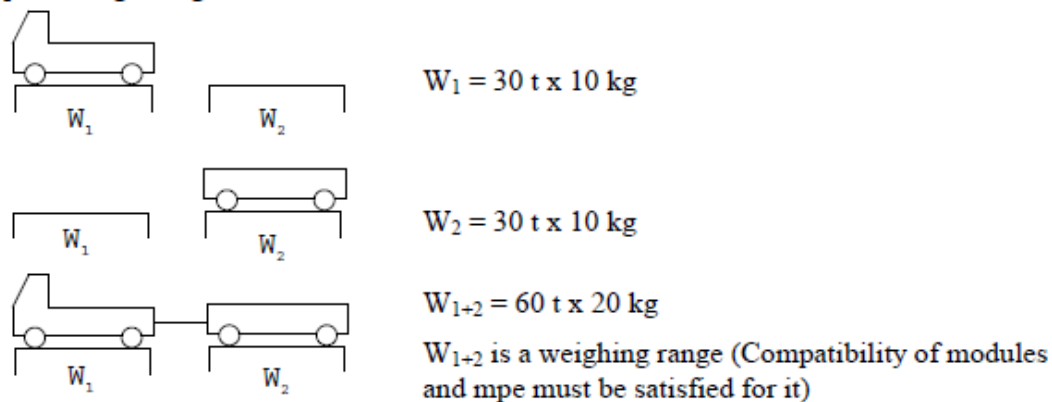 W₁
W₂
W₁ = 30 t x 10 kg
W₁
W₂
W₂ = 30 t x 10 kg
W₁
W₂
W₁₊₂ = 60 t x 20 kg
W₁₊₂ is a weighing range (Compatibility of modules
and mpe must be satisfied for it)